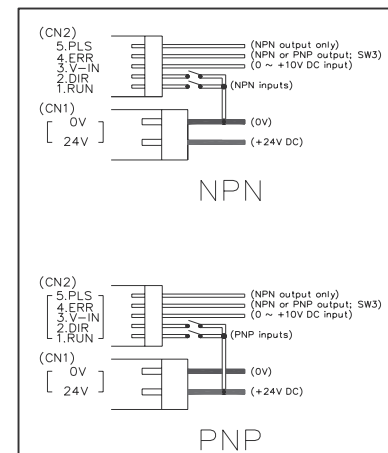 (CN2)
5.PLS (NPN output only)
4.ERR (NPN or PNP output; SW3)
3.V-IN (0 ~ +10V DC input)
2.DIR
1.RUN (NPN inputs)
(CN1)
0V (0V)
24V (+24V DC)
NPN
(CN2)
5.PLS (NPN output only)
4.ERR (NPN or PNP output; SW3)
3.V-IN (0 ~ +10V DC input)
2.DIR
1.RUN (PNP inputs)
(CN1)
0V (0V)
24V (+24V DC)
PNP